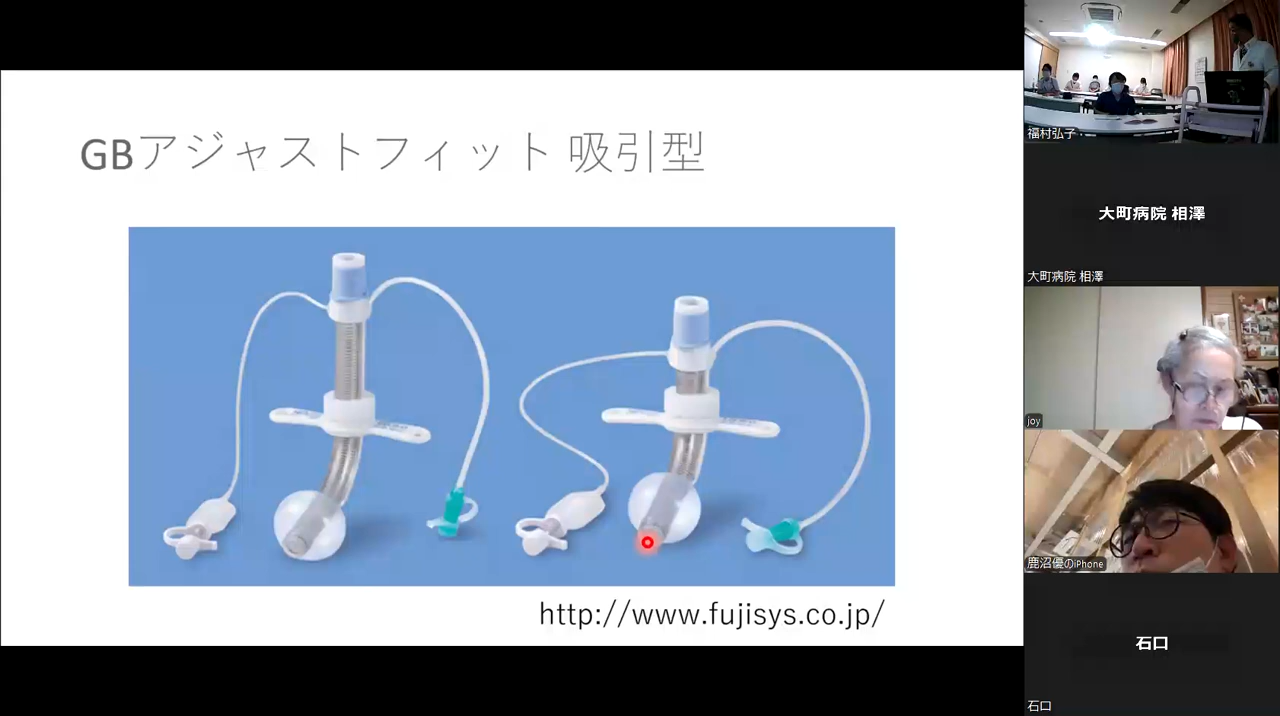 GBアジャストフィット 吸引型
http://www.fujisys.co.jp/
福村弘子
大町病院 相澤
大町病院 相澤
joy
鹿沼優のiPhone
石口
石口